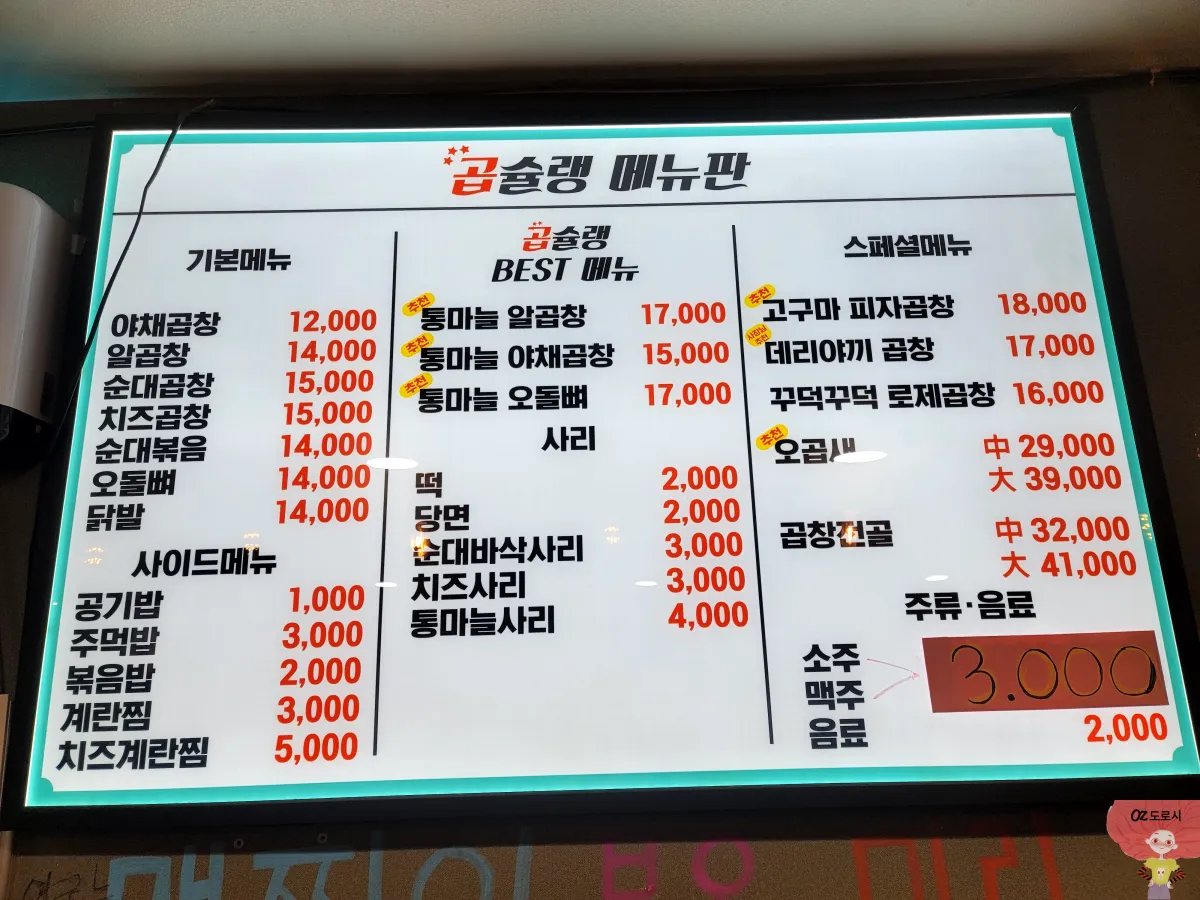 곱슐랭 메뉴판
기본메뉴
야채곱창 12,000
알곱창 14,000
순대곱창 15,000
치즈곱창 15,000
순대볶음 14,000
오돌뼈 14,000
닭발 14,000
사이드메뉴
공기밥 1,000
주먹밥 3,000
볶음밥 2,000
계란찜 3,000
치즈계란찜 5,000
곱슐랭
BEST 메뉴
추천
통마늘 알곱창 17,000
추천
통마늘 야채곱창 15,000
추천
통마늘 오돌뼈 17,000
사리
떡 2,000
당면 2,000
순대바삭사리 3,000
치즈사리 3,000
통마늘사리 4,000
스페셜메뉴
추천
고구마 피자곱창 18,000
사장님
추천
데리야끼 곱창 17,000
꾸덕꾸덕 로제곱창 16,000
추천
오곱새 中 29,000
大 39,000
곱창전골 中 32,000
大 41,000
주류·음료
소주
맥주
3.000
음료 2,000
OZ도로시